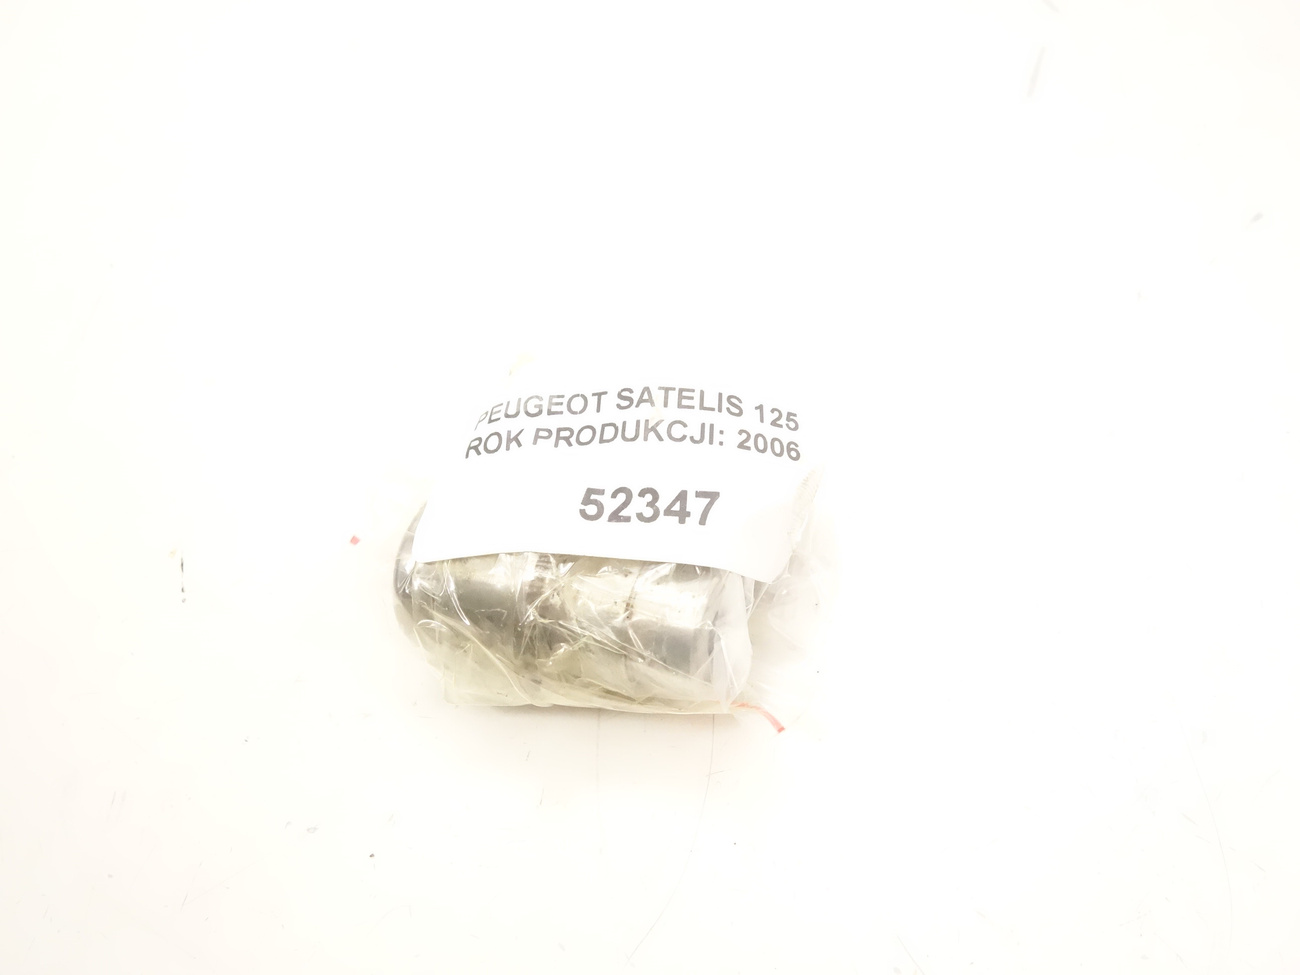 PEUGEOT SATELIS 125
ROK PRODUKCJI: 2006
52347